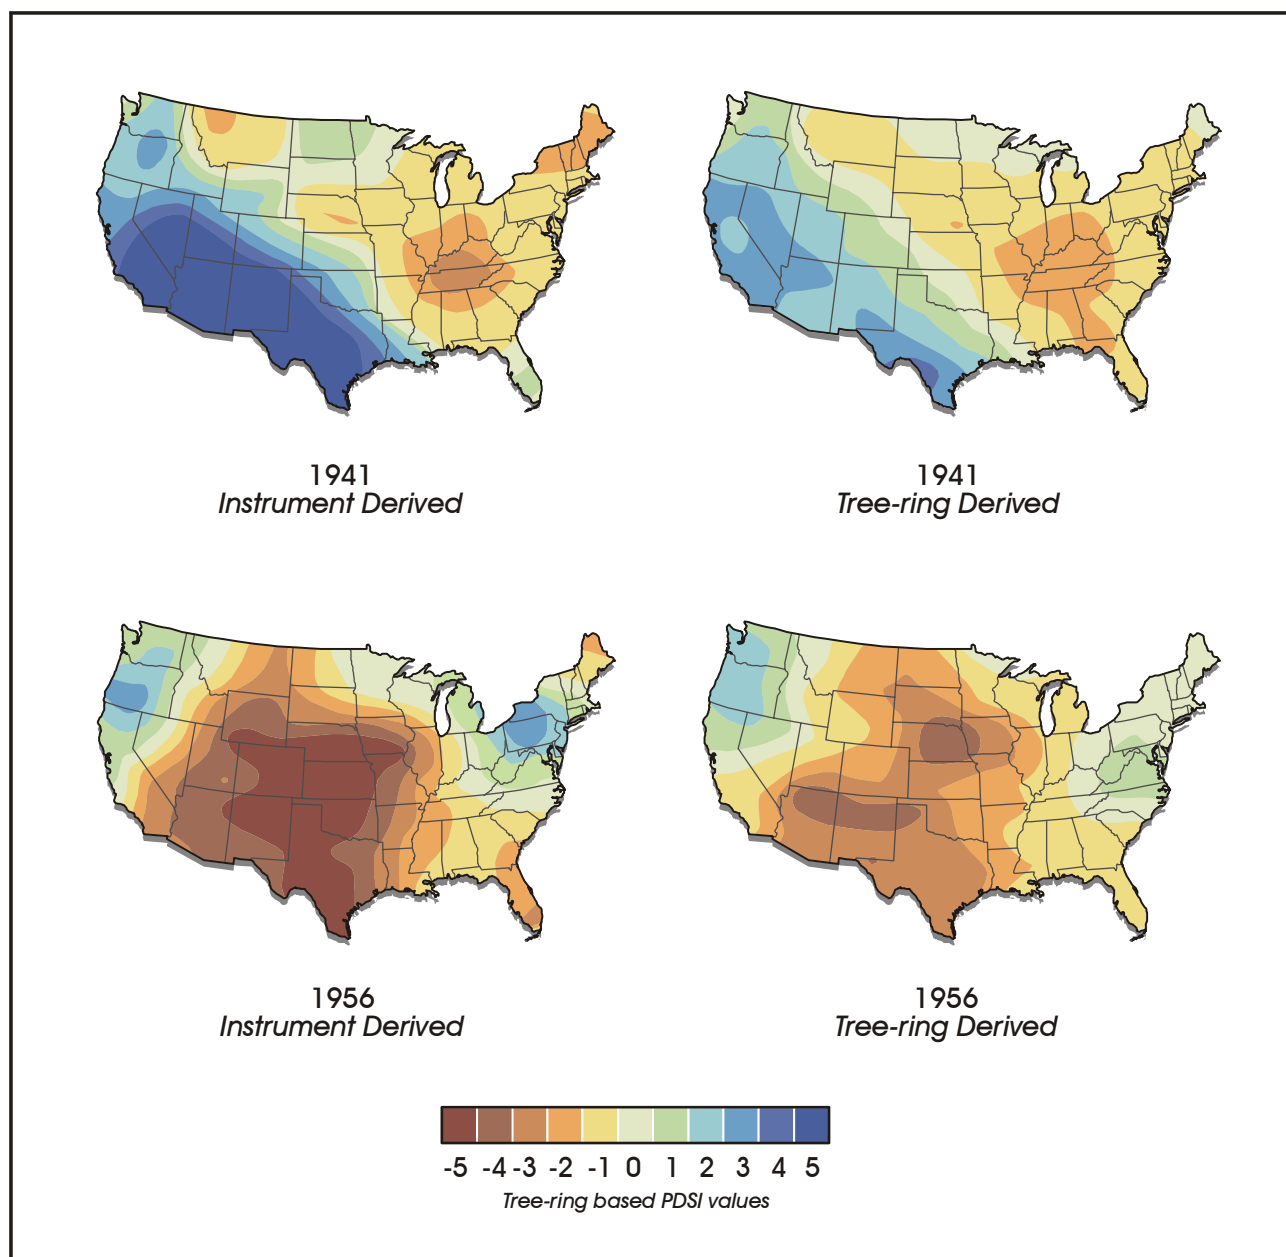 1941
Instrument Derived
1941
Tree-ring Derived
1956
Instrument Derived
1956
Tree-ring Derived
-5 -4 -3 -2 -1 0 1 2 3 4 5
Tree-ring based PDSI values